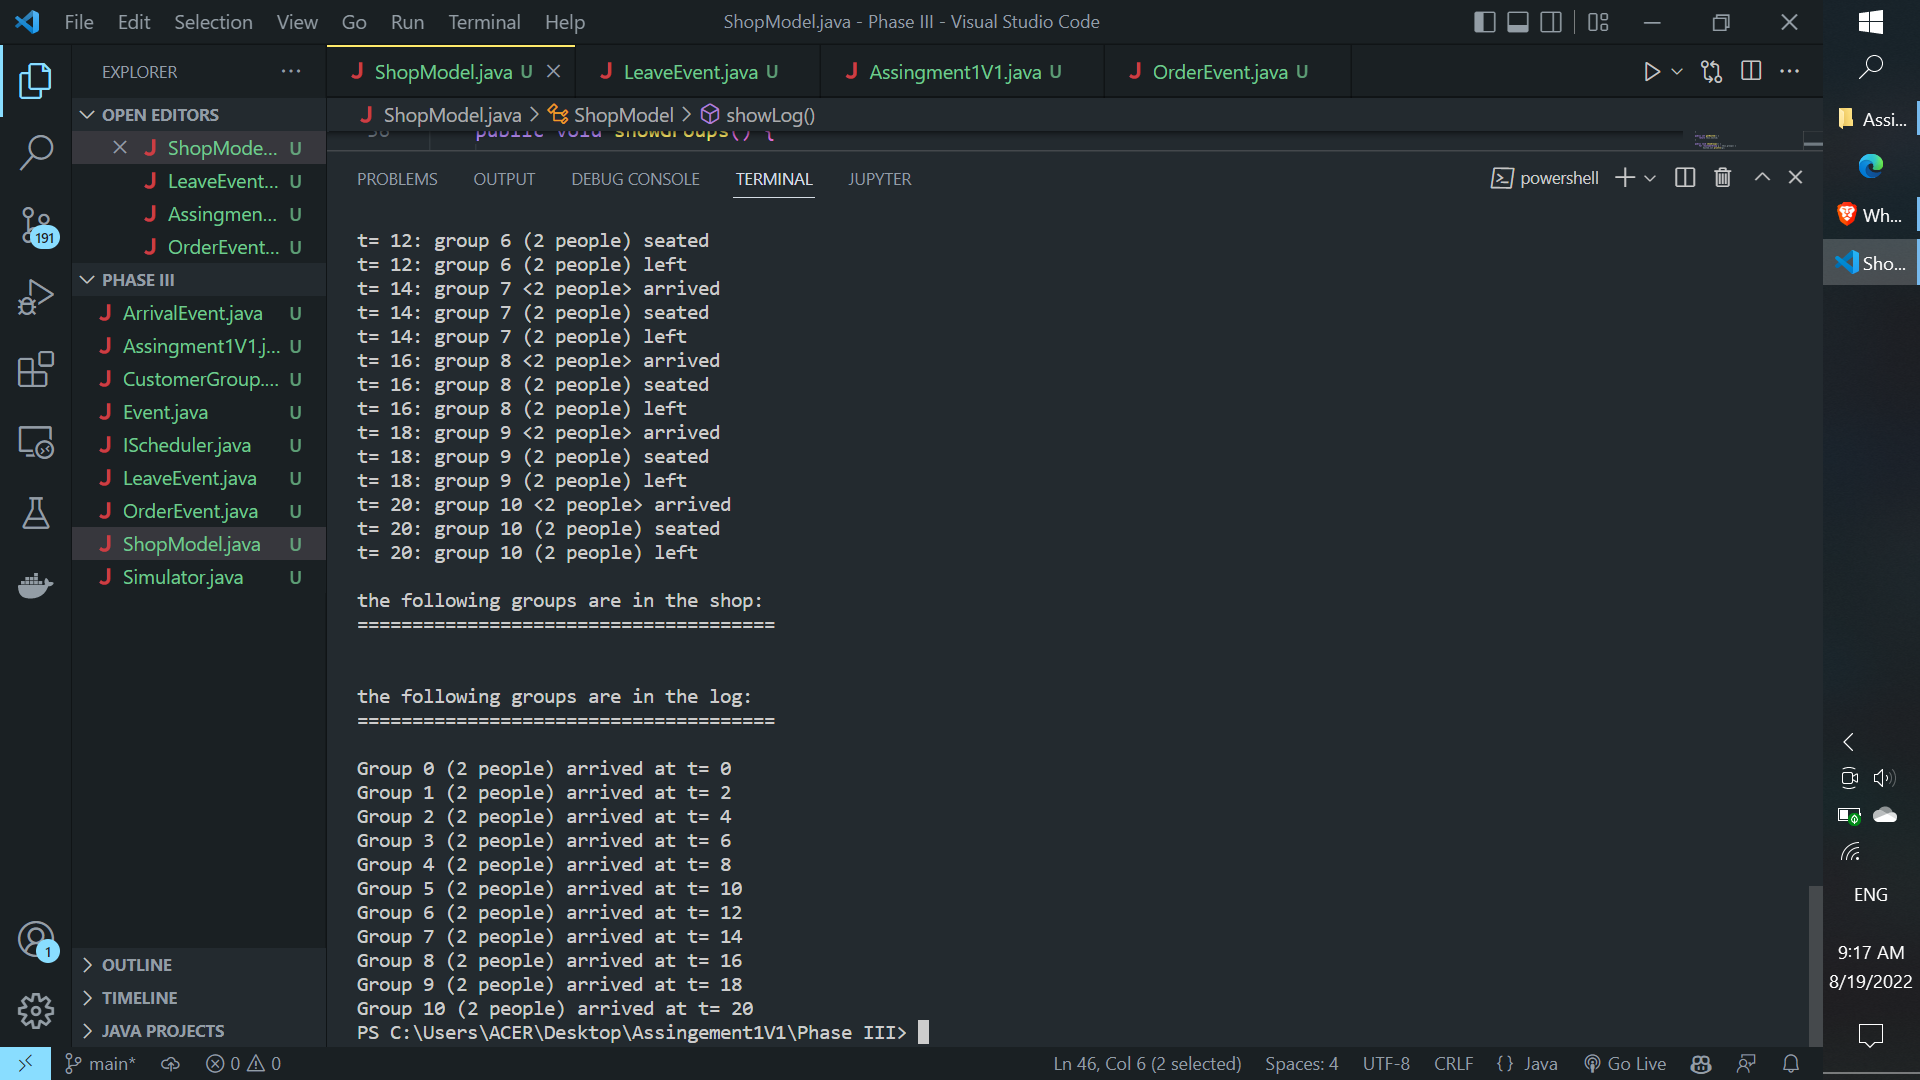 File Edit Selection View Go Run Terminal Help
ShopModel.java - Phase III - Visual Studio Code
EXPLORER
ShopModel.java U
LeaveEvent.java U
Assingment1V1.java U
OrderEvent.java U
ShopModel.java > ShopModel > showLog()
OPEN EDITORS
ShopMode... U
LeaveEvent... U
Assingmen... U
OrderEvent... U
191
PHASE III
ArrivalEvent.java U
Assingment1V1.j... U
CustomerGroup.... U
Event.java U
IScheduler.java U
LeaveEvent.java U
OrderEvent.java U
ShopModel.java U
Simulator.java U
OUTLINE
TIMELINE
JAVA PROJECTS
1
public void showGroups() {
PROBLEMS OUTPUT DEBUG CONSOLE TERMINAL JUPYTER
powershell
t= 12: group 6 (2 people) seated
t= 12: group 6 (2 people) left
t= 14: group 7 <2 people> arrived
t= 14: group 7 (2 people) seated
t= 14: group 7 (2 people) left
t= 16: group 8 <2 people> arrived
t= 16: group 8 (2 people) seated
t= 16: group 8 (2 people) left
t= 18: group 9 <2 people> arrived
t= 18: group 9 (2 people) seated
t= 18: group 9 (2 people) left
t= 20: group 10 <2 people> arrived
t= 20: group 10 (2 people) seated
t= 20: group 10 (2 people) left
the following groups are in the shop:
======================================
the following groups are in the log:
======================================
Group 0 (2 people) arrived at t= 0
Group 1 (2 people) arrived at t= 2
Group 2 (2 people) arrived at t= 4
Group 3 (2 people) arrived at t= 6
Group 4 (2 people) arrived at t= 8
Group 5 (2 people) arrived at t= 10
Group 6 (2 people) arrived at t= 12
Group 7 (2 people) arrived at t= 14
Group 8 (2 people) arrived at t= 16
Group 9 (2 people) arrived at t= 18
Group 10 (2 people) arrived at t= 20
PS C:\Users\ACER\Desktop\Assingement1V1\Phase III>
main* 0 0
Ln 46, Col 6 (2 selected) Spaces: 4 UTF-8 CRLF {} Java Go Live
Assi...
Wh...
Sho...
ENG
9:17 AM
8/19/2022